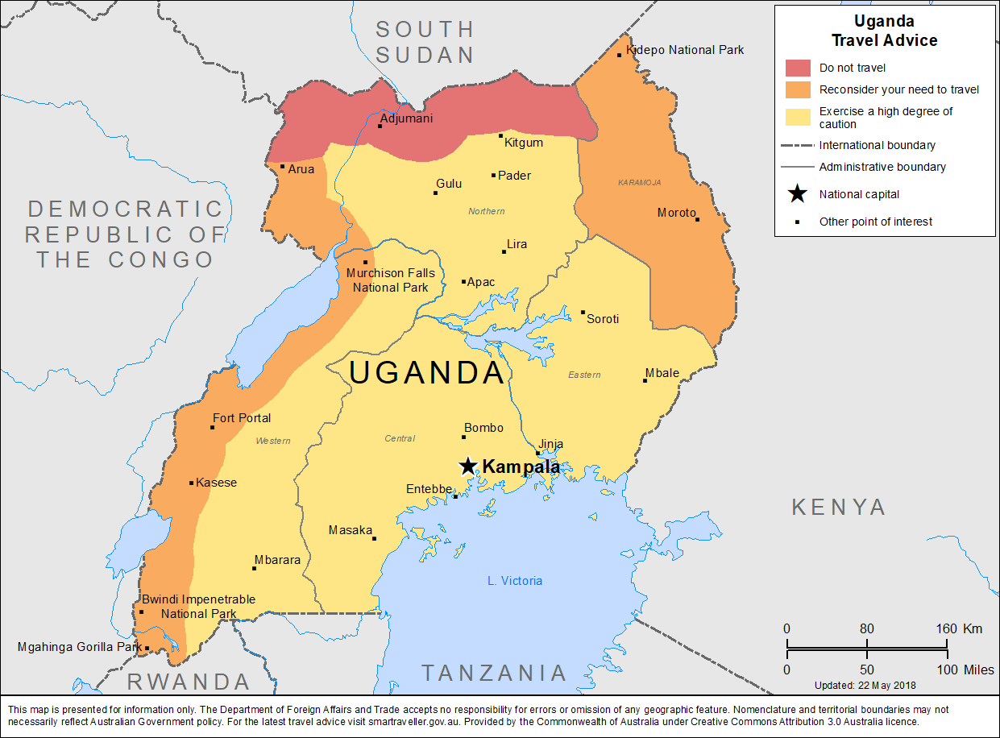 SOUTH
SUDAN
Uganda
Travel Advice
Do not travel
Reconsider your need to travel
Exercise a high degree of
caution
International boundary
Administrative boundary
National capital
Other point of interest
Kidepo National Park
Adjumani
Kitgum
Arua
Pader
Gulu
KARAMOJA
Northern
Moroto
DEMOCRATIC
REPUBLIC OF
THE CONGO
Lira
Murchison Falls
National Park
Apac
Soroti
UGANDA
Eastern
Mbale
Fort Portal
Western
Central
Bombo
Jinja
Kampala
Kasese
Entebbe
KENYA
Masaka
Mbarara
L. Victoria
Bwindi Impenetrable
National Park
Mgahinga Gorilla Park
RWANDA
TANZANIA
0 80 160 Km
0 50 100 Miles
Updated: 22 May 2018
This map is presented for information only. The Department of Foreign Affairs and Trade accepts no responsibility for errors or omission of any geographic feature. Nomenclature and territorial boundaries may not
necessarily reflect Australian Government policy. For the latest travel advice visit smartraveller.gov.au. Provided by the Commonwealth of Australia under Creative Commons Attribution 3.0 Australia licence.